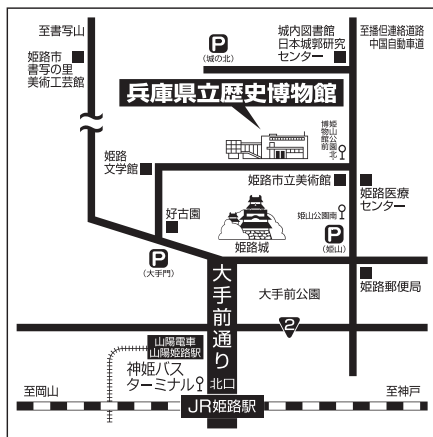 至書写山
姫路市
書写の里
美術工芸館
P
(城の北)
城内図書館
日本城郭研究
センター
至播但連絡道路
中国自動車道
兵庫県立歴史博物館
姫山公園北
博物館前
姫路
文学館
姫路市立美術館
姫路医療
センター
好古園
姫路城
姫山公園南
P
(姫山)
P
(大手門)
大手前通り
大手前公園
姫路郵便局
2
山陽電車
山陽姫路駅
神姫バス
ターミナル
北口
至岡山
JR姫路駅
至神戸